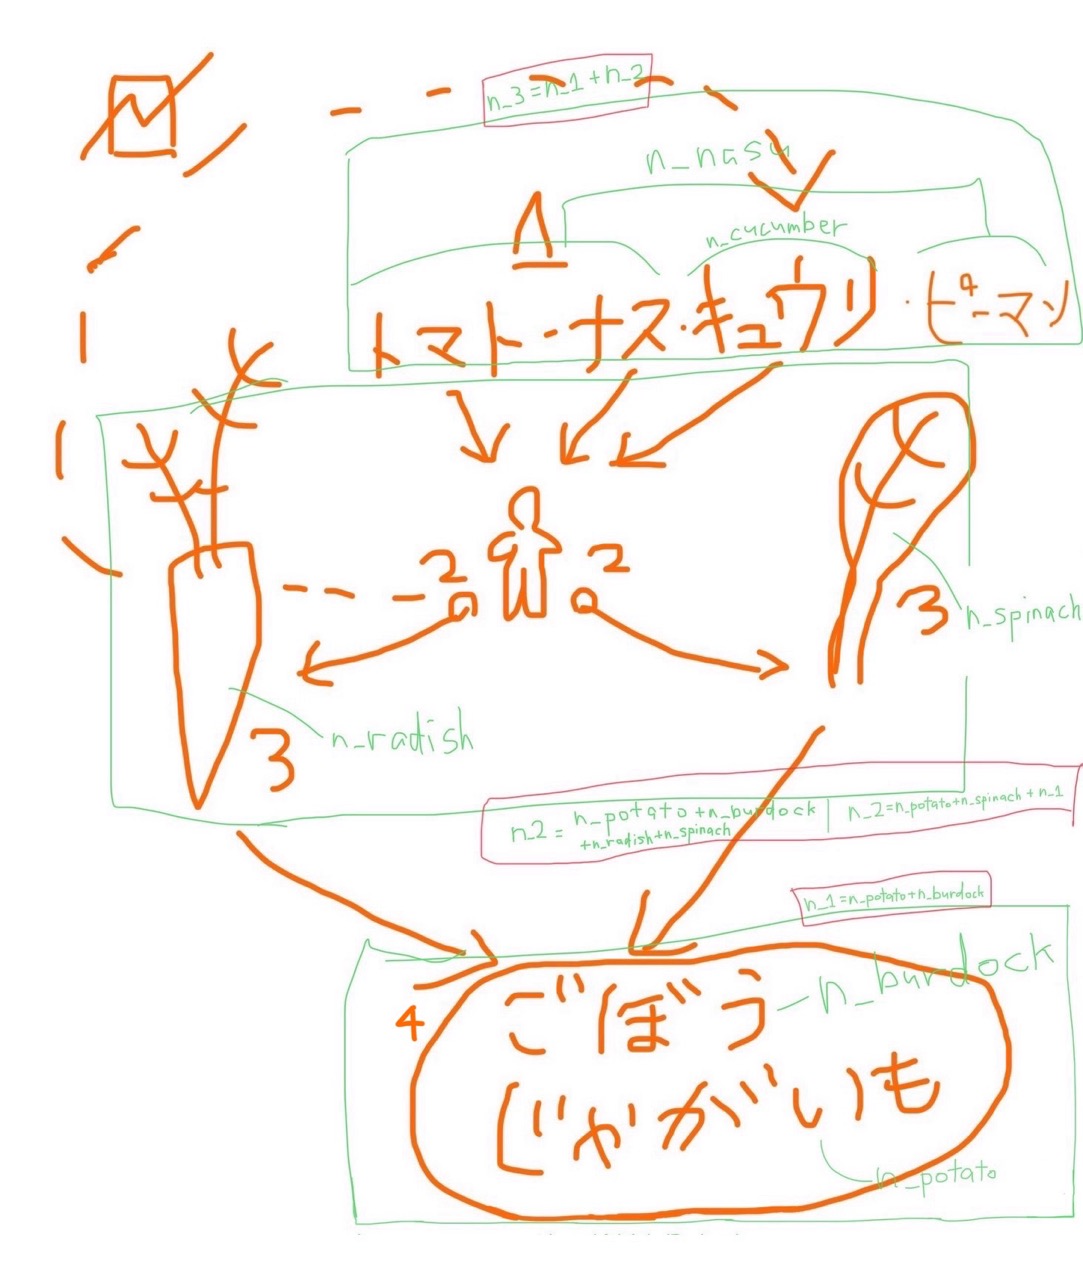 n_3=n_1+n_2
n_nasu
n_cucumber
トマト・ナス・キュウリ・ピーマン
2
2
3
n_spinach
n_radish
3
n_2=n_potato+n_burdock+n_radish+n_spinach
n_2=n_potato+n_spinach+n_1
n_1=n_potato+n_burdock
4
ごぼう
n_burdock
じゃがいも
n_potato